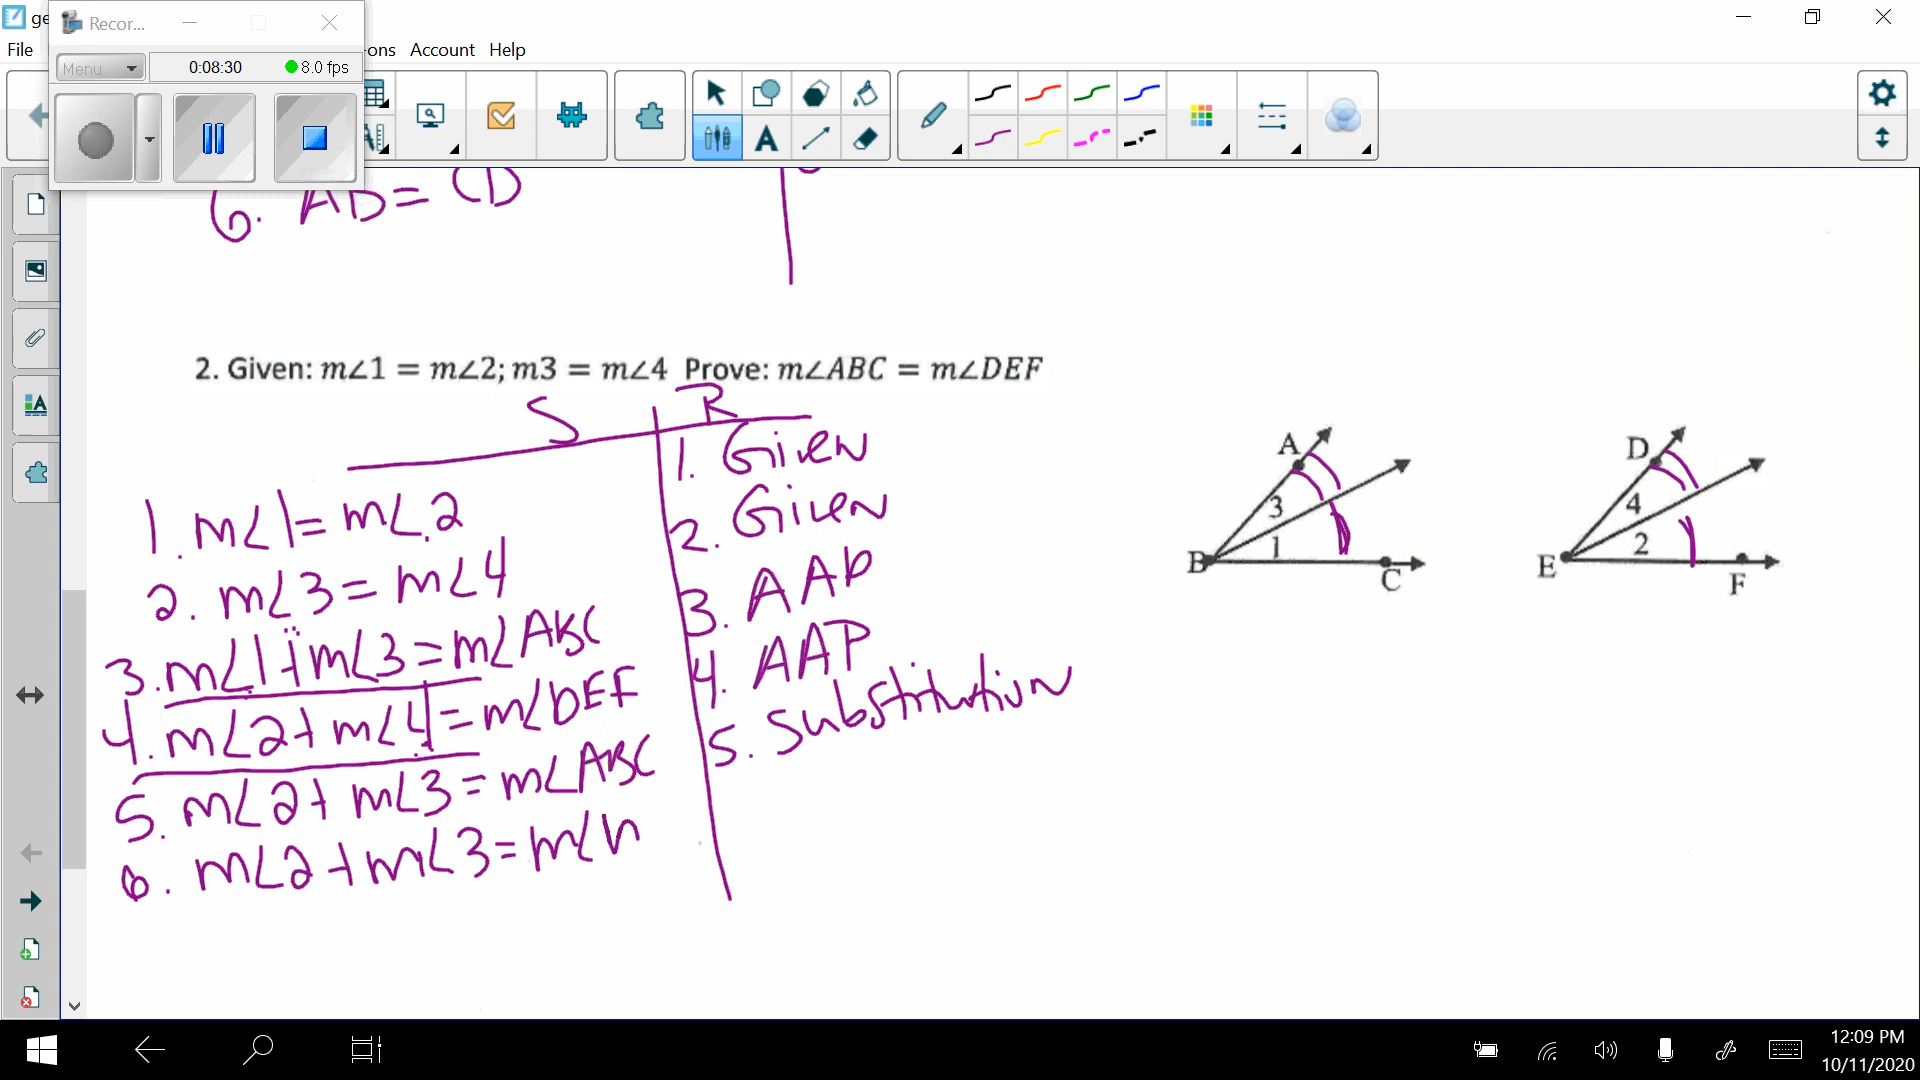 ge
Recor...
File
-ons Account Help
Menu
0:08:30
8.0 fps
6. AD = CD
2. Given: m∠1 = m∠2; m3 = m∠4 Prove: m∠ABC = m∠DEF
S R
1. m∠1 = m∠2
2. m∠3 = m∠4
3. m∠1 + m∠3 = m∠ABC
4. m∠2 + m∠4 = m∠DEF
5. m∠2 + m∠3 = m∠ABC
6. m∠2 + m∠3 = m∠
1. Given
2. Given
3. AAP
4. AAP
5. Substitution
A
3
B 1
C
D
4
E 2
F
12:09 PM
10/11/2020